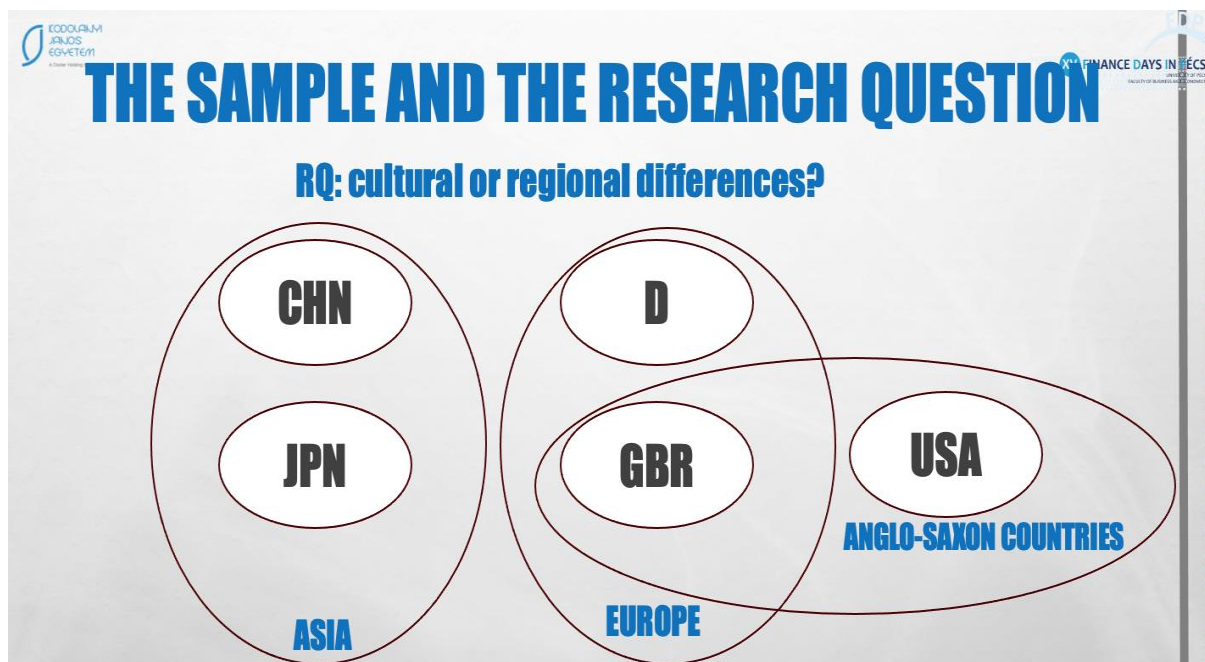 KODOLÁNYI
JÁNOS
EGYETEM
XV. FINANCE DAYS IN PÉCS
THE SAMPLE AND THE RESEARCH QUESTION
RQ: cultural or regional differences?
CHN
D
JPN
GBR
USA
ANGLO-SAXON COUNTRIES
ASIA
EUROPE